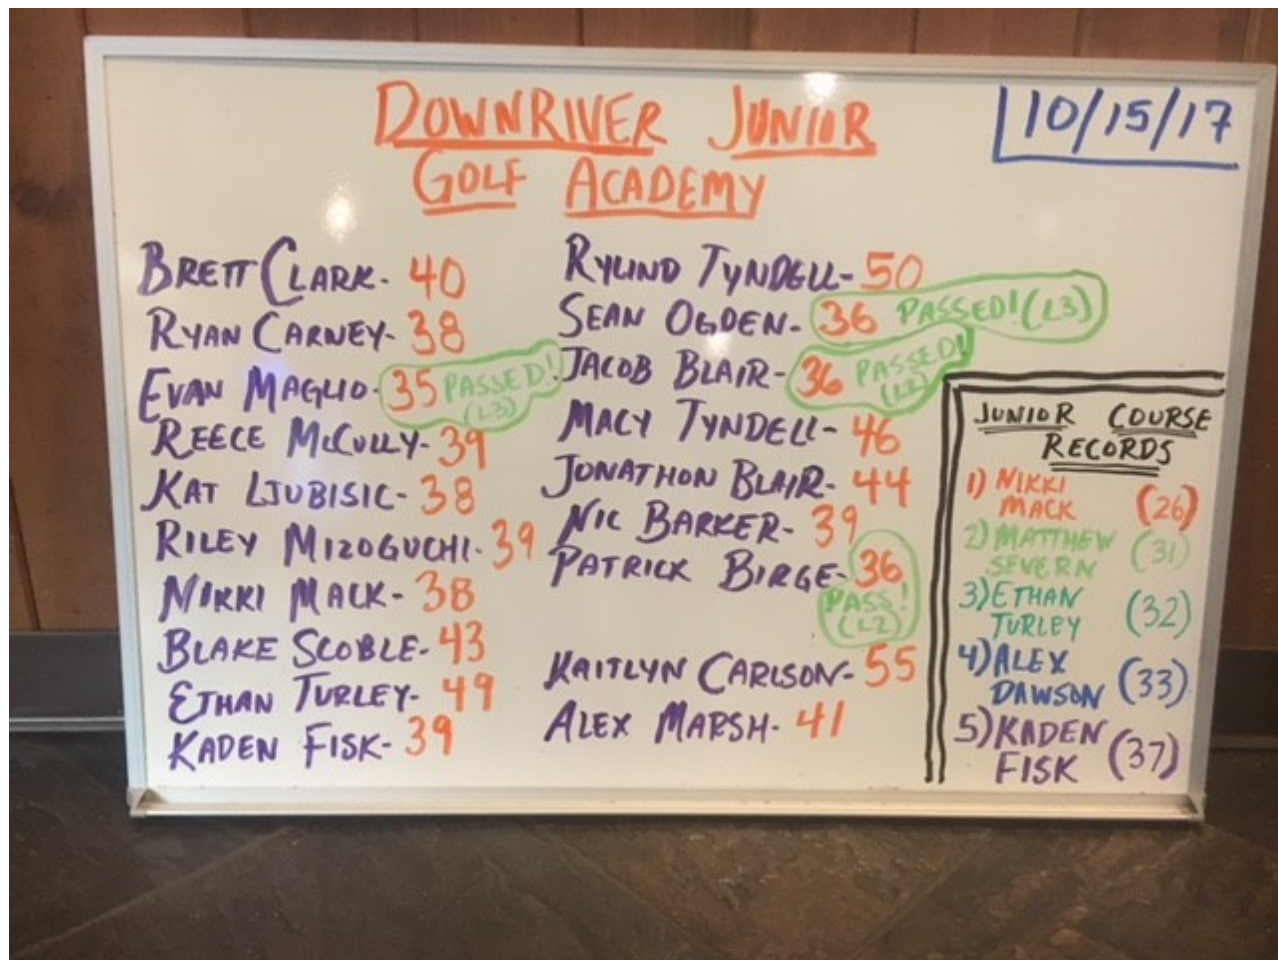 DOWNRIVER JUNIOR
GOLF ACADEMY
10/15/17
BRETT CLARK- 40
RYAN CARNEY- 38
EVAN MAGLIO- 35 PASSED!
(L3)
REECE MCCULLY- 39
KAT LJUBISIC- 38
RILEY MIZOGUCHI- 39
NIKKI MACK- 38
BLAKE SCOBLE- 43
ETHAN TURLEY- 49
KADEN FISK- 39
RYLIND TYNDELL- 50
SEAN OGDEN- 36 PASSED! (L3)
JACOB BLAIR- 36 PASSED!
(L2)
MACY TYNDELL- 46
JONATHON BLAIR- 44
NIC BARKER- 39
PATRICK BIRGE- 36
PASS!
(L2)
KAITLYN CARLSON- 55
ALEX MARSH- 41
JUNIOR COURSE
RECORDS
1) NIKKI
MACK (26)
2) MATTHEW
SEVERN (31)
3) ETHAN
TURLEY (32)
4) ALEX
DAWSON (33)
5) KADEN
FISK (37)